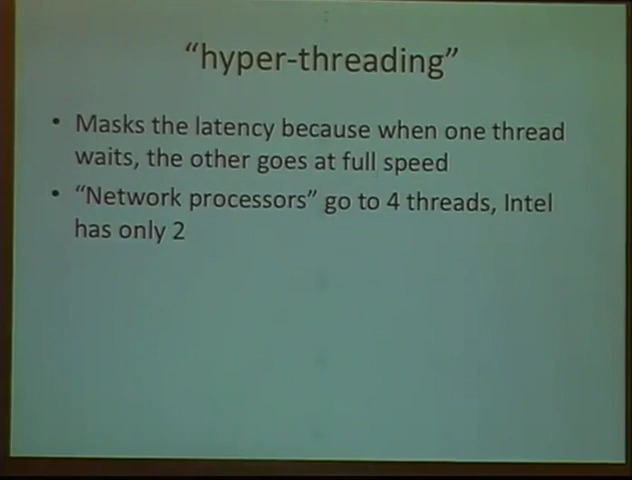 “hyper-threading”
• Masks the latency because when one thread
waits, the other goes at full speed
• “Network processors” go to 4 threads, Intel
has only 2